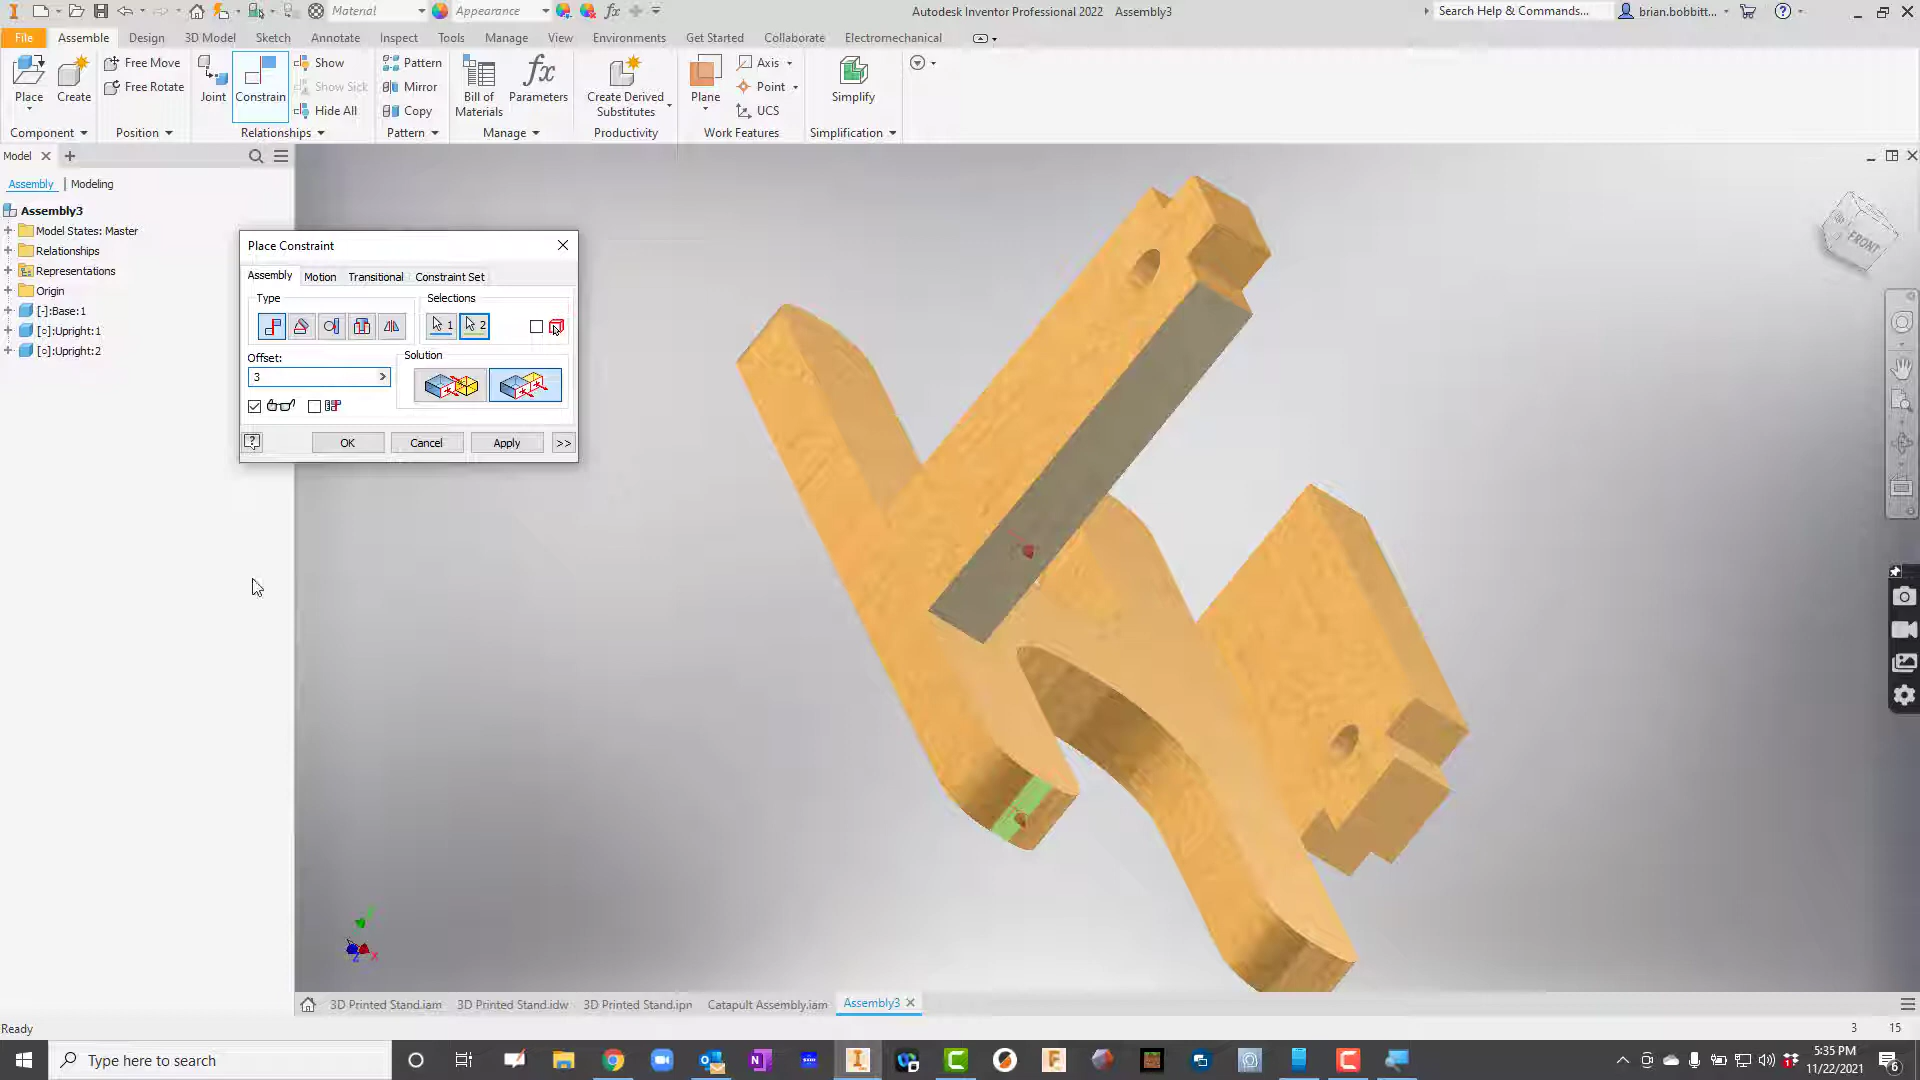 Material
Appearance
fx
Autodesk Inventor Professional 2022 Assembly3
Search Help & Commands...
brian.bobbitt...
File Assemble Design 3D Model Sketch Annotate Inspect Tools Manage View Environments Get Started Collaborate Electromechanical
Place
Create
Free Move
Free Rotate
Joint
Constrain
Show
Show Sick
Hide All
Pattern
Mirror
Copy
Bill of
Materials
fx
Parameters
Create Derived
Substitutes
Plane
Axis
Point
UCS
Simplify
Component Position Relationships Pattern Manage Productivity Work Features Simplification
Model
Assembly Modeling
Assembly3
Model States: Master
Relationships
Representations
Origin
[-]:Base:1
[○]:Upright:1
[○]:Upright:2
Place Constraint
Assembly Motion Transitional Constraint Set
Type
Selections
1 2
Offset:
Solution
3
OK Cancel Apply >>
FRONT
X
Z
3D Printed Stand.iam 3D Printed Stand.idw 3D Printed Stand.ipn Catapult Assembly.iam Assembly3
Ready
3 15
Type here to search
5:35 PM
11/22/2021
6